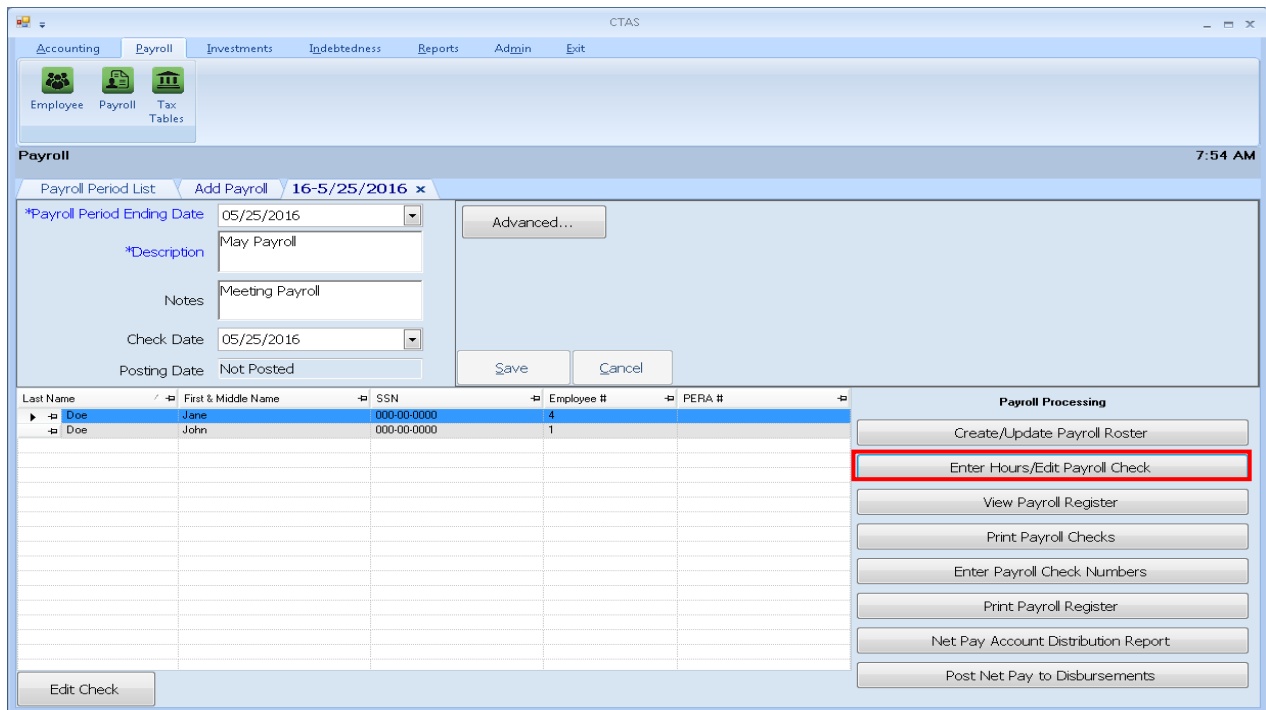 CTAS
Accounting Payroll Investments Indebtedness Reports Admin Exit
Employee Payroll Tax
Tables
Payroll 7:54 AM
Payroll Period List Add Payroll 16-5/25/2016 x
*Payroll Period Ending Date 05/25/2016 Advanced...
*Description May Payroll
Notes Meeting Payroll
Check Date 05/25/2016
Posting Date Not Posted Save Cancel
Last Name First & Middle Name SSN Employee # PERA # Payroll Processing
Doe Jane 000-00-0000 4
Doe John 000-00-0000 1
Create/Update Payroll Roster
Enter Hours/Edit Payroll Check
View Payroll Register
Print Payroll Checks
Enter Payroll Check Numbers
Print Payroll Register
Net Pay Account Distribution Report
Post Net Pay to Disbursements
Edit Check